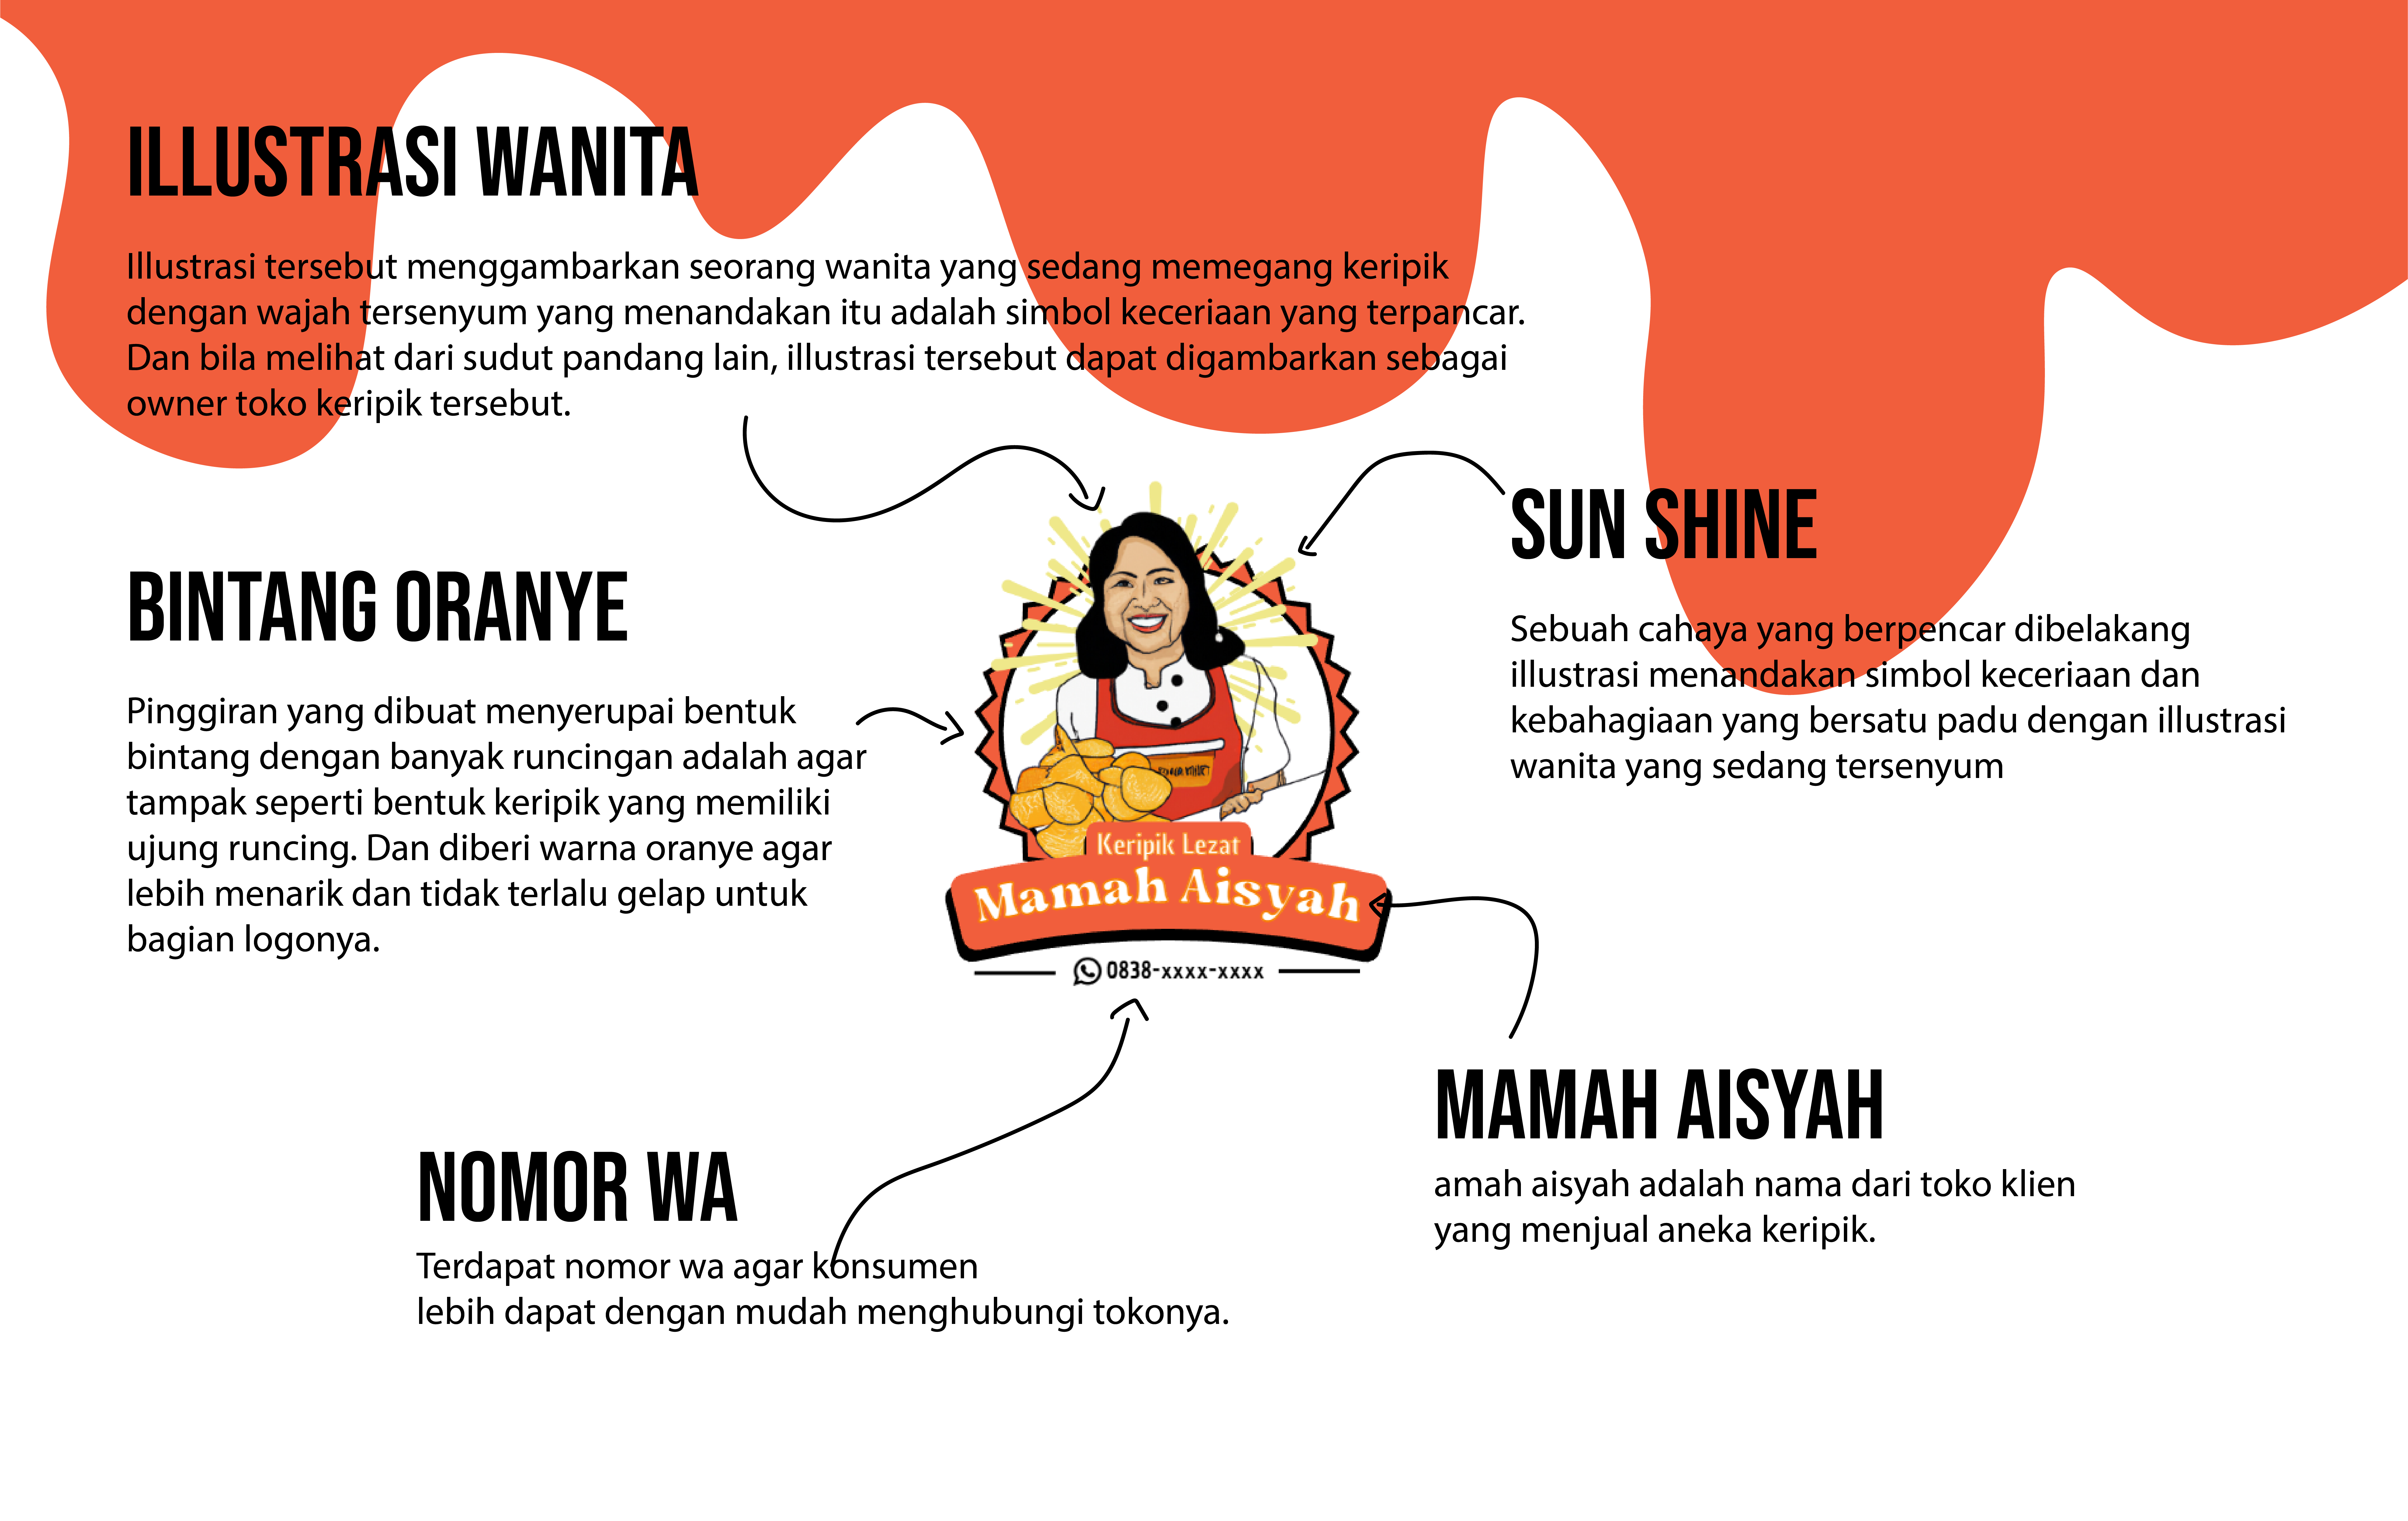 ILLUSTRASI WANITA
Illustrasi tersebut menggambarkan seorang wanita yang sedang memegang keripik
dengan wajah tersenyum yang menandakan itu adalah simbol keceriaan yang terpancar.
Dan bila melihat dari sudut pandang lain, illustrasi tersebut dapat digambarkan sebagai
owner toko keripik tersebut.
BINTANG ORANYE
Pinggiran yang dibuat menyerupai bentuk
bintang dengan banyak runcingan adalah agar
tampak seperti bentuk keripik yang memiliki
ujung runcing. Dan diberi warna oranye agar
lebih menarik dan tidak terlalu gelap untuk
bagian logonya.
SUN SHINE
Sebuah cahaya yang berpencar dibelakang
illustrasi menandakan simbol keceriaan dan
kebahagiaan yang bersatu padu dengan illustrasi
wanita yang sedang tersenyum
Keripik Lezat
Mamah Aisyah
0838-xxxx-xxxx
MAMAH AISYAH
amah aisyah adalah nama dari toko klien
yang menjual aneka keripik.
NOMOR WA
Terdapat nomor wa agar konsumen
lebih dapat dengan mudah menghubungi tokonya.